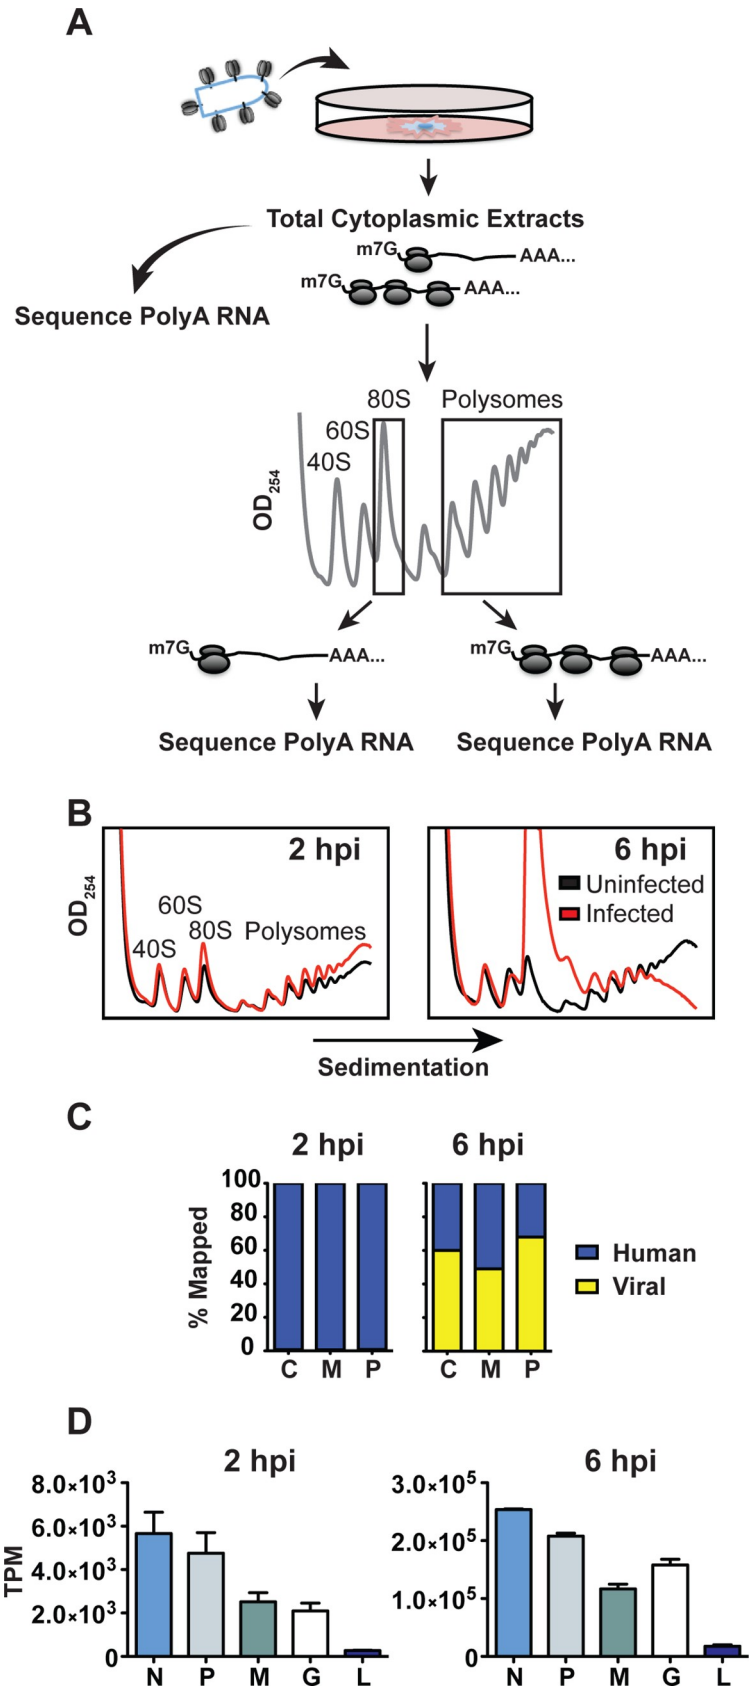 A
Total Cytoplasmic Extracts
m7G AAA...
m7G AAA...
Sequence PolyA RNA
80S Polysomes
60S
40S
OD254
m7G AAA... m7G AAA...
Sequence PolyA RNA Sequence PolyA RNA
B
2 hpi
OD254
60S
40S 80S Polysomes
6 hpi
Uninfected
Infected
Sedimentation
C
2 hpi 6 hpi
% Mapped
100
80
60
40
20
0
C M P C M P
Human
Viral
D
2 hpi
TPM
8.0×10³
6.0×10³
4.0×10³
2.0×10³
0
N P M G L
6 hpi
3.0×10⁵
2.0×10⁵
1.0×10⁵
0
N P M G L